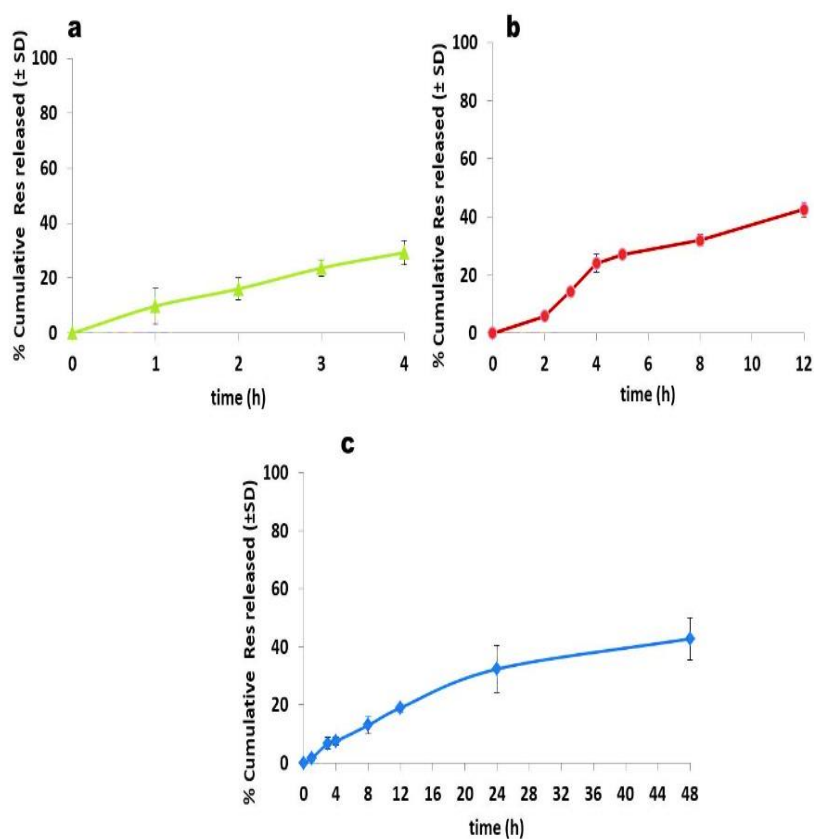 a
% Cumulative Res released (± SD)
100
80
60
40
20
0
0 1 2 3 4
time (h)
b
% Cumulative Res released (± SD)
100
80
60
40
20
0
0 2 4 6 8 10 12
time (h)
c
% Cumulative Res released (±SD)
100
80
60
40
20
0
0 4 8 12 16 20 24 28 32 36 40 44 48
time (h)